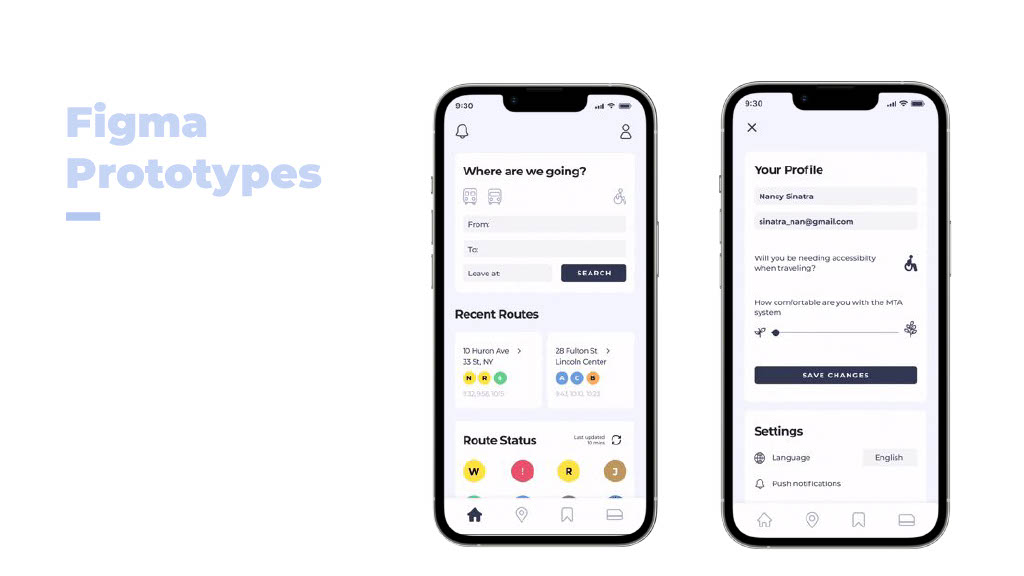 Figma
Prototypes
9:30
Where are we going?
From:
To:
Leave at:
SEARCH
Recent Routes
10 Huron Ave
33 St, NY
N R 6
9:32, 9:56, 10:15
28 Fulton St
Lincoln Center
A C B
9:43, 10:10, 10:23
Route Status
Last updated
10 mins
W ! R J
9:30
Your Profile
Nancy Sinatra
sinatra_nan@gmail.com
Will you be needing accessibilty
when traveling?
How comfortable are you with the MTA
system
SAVE CHANGES
Settings
Language
English
Push notifications